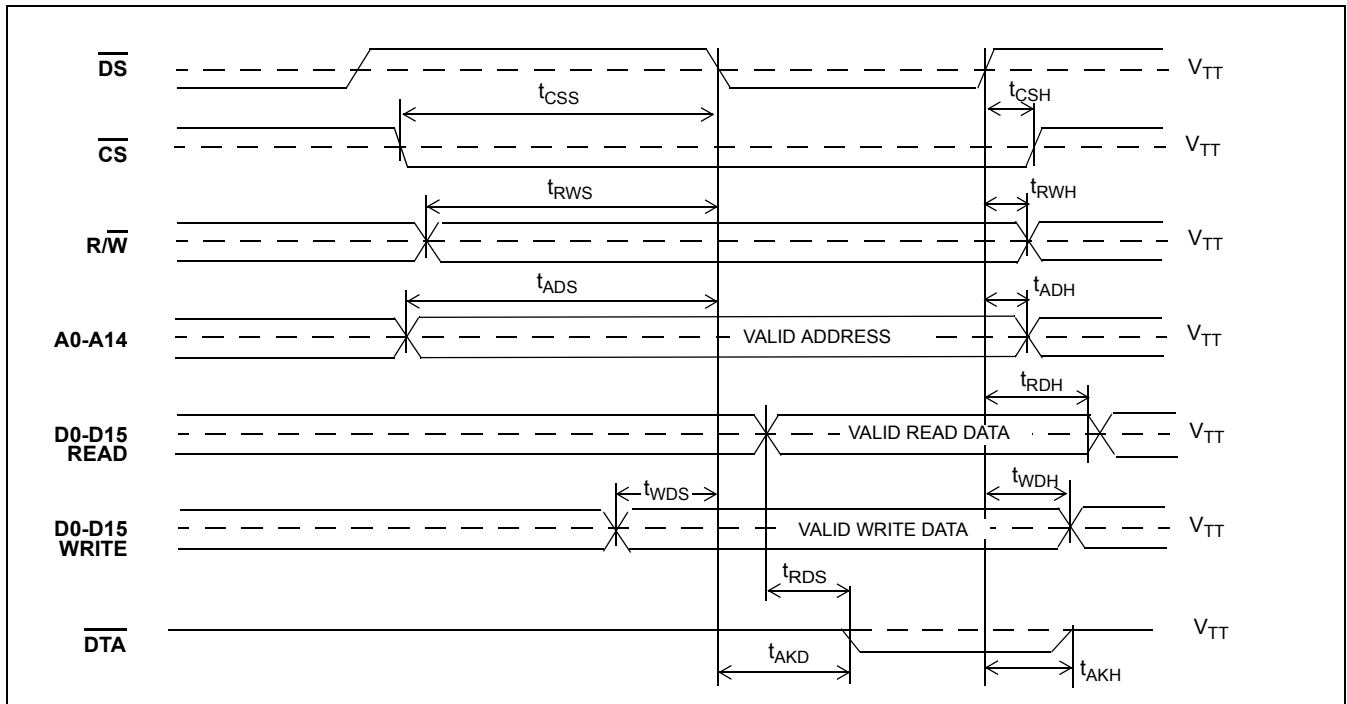 DS
VTT
tCSS
tCSH
CS
VTT
tRWS
tRWH
R/W
VTT
tADS
tADH
A0-A14
VALID ADDRESS
VTT
tRDH
D0-D15
READ
VALID READ DATA
VTT
tWDS
tWDH
D0-D15
WRITE
VALID WRITE DATA
VTT
tRDS
DTA
VTT
tAKD
tAKH